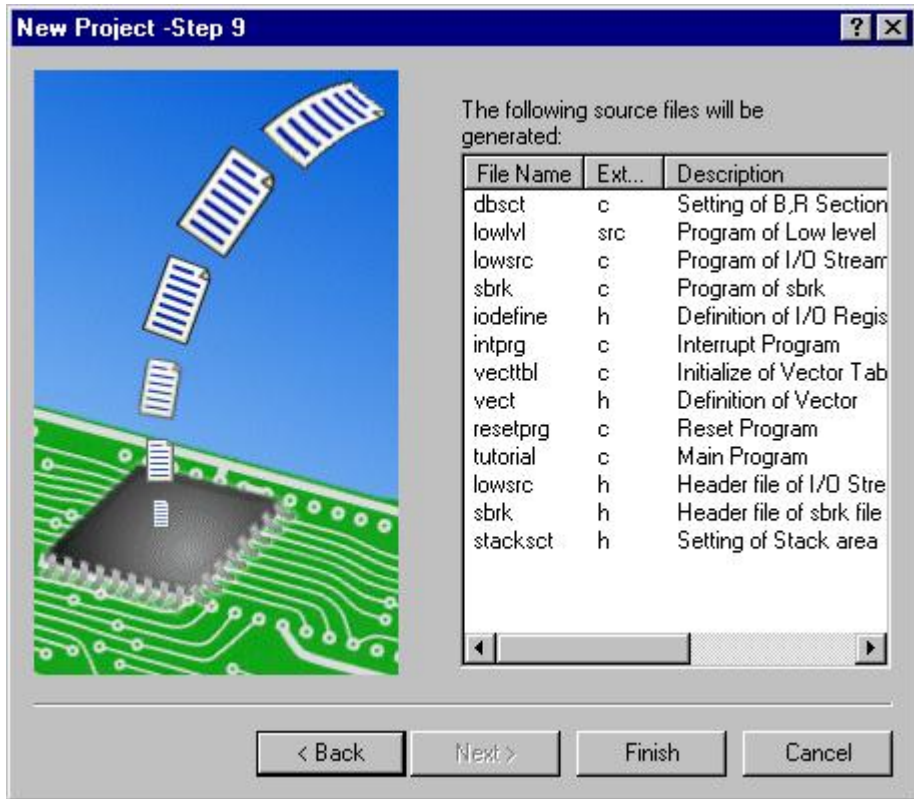 New Project -Step 9
The following source files will be
generated:
File Name Ext... Description
dbsct c Setting of B,R Section
lowlvl src Program of Low level
lowsrc c Program of I/O Stream
sbrk c Program of sbrk
iodefine h Definition of I/O Regis
intprg c Interrupt Program
vecttbl c Initialize of Vector Tab
vect h Definition of Vector
resetprg c Reset Program
tutorial c Main Program
lowsrc h Header file of I/O Stre
sbrk h Header file of sbrk file
stacksct h Setting of Stack area
< Back Next > Finish Cancel